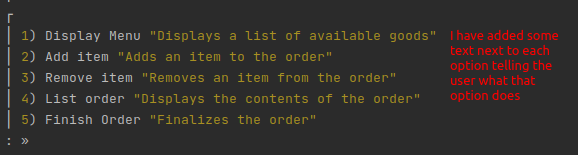 1) Display Menu "Displays a list of available goods"
2) Add item "Adds an item to the order"
3) Remove item "Removes an item from the order"
4) List order "Displays the contents of the order"
5) Finish Order "Finalizes the order"
: »
I have added some
text next to each
option telling the
user what that
option does